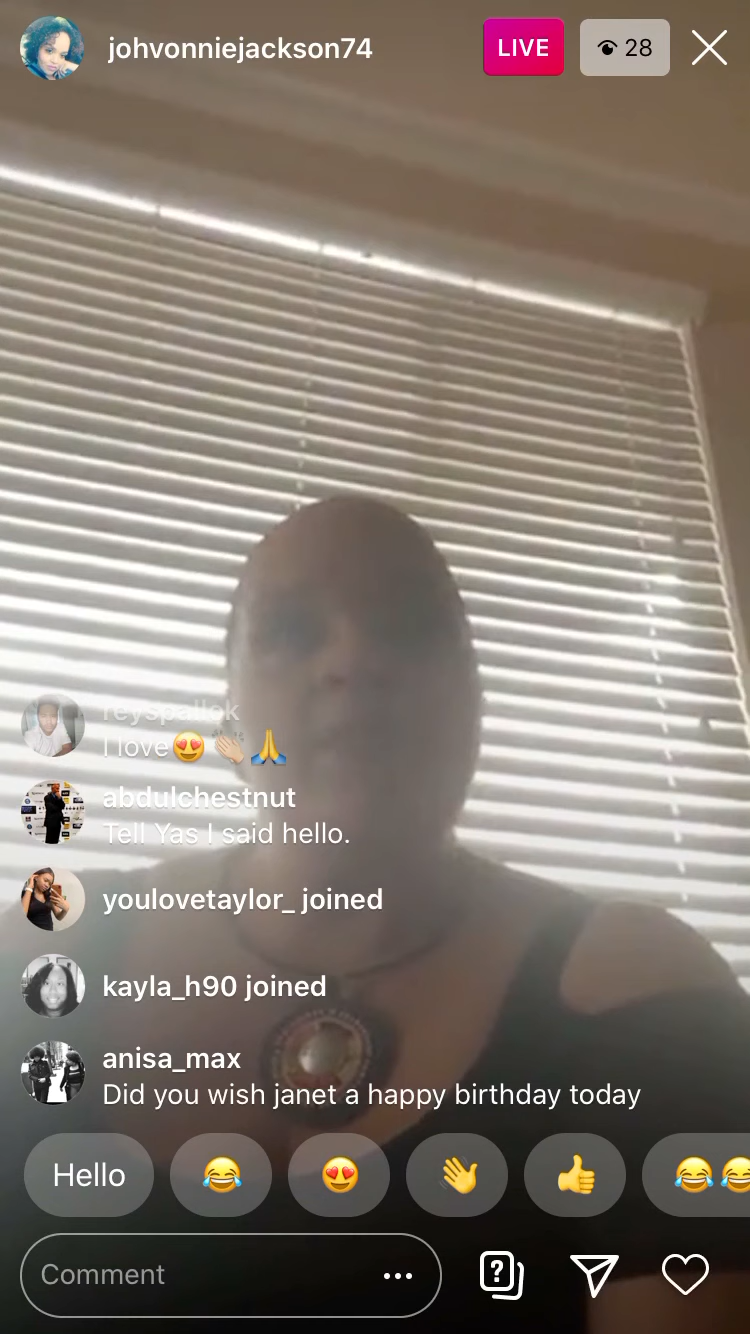 johvonniejackson74
LIVE
28
reyspallok
I love😍👏🏼🙏
abdulchestnut
Tell Yas I said hello.
youlovetaylor_ joined
kayla_h90 joined
anisa_max
Did you wish janet a happy birthday today
Hello
Comment